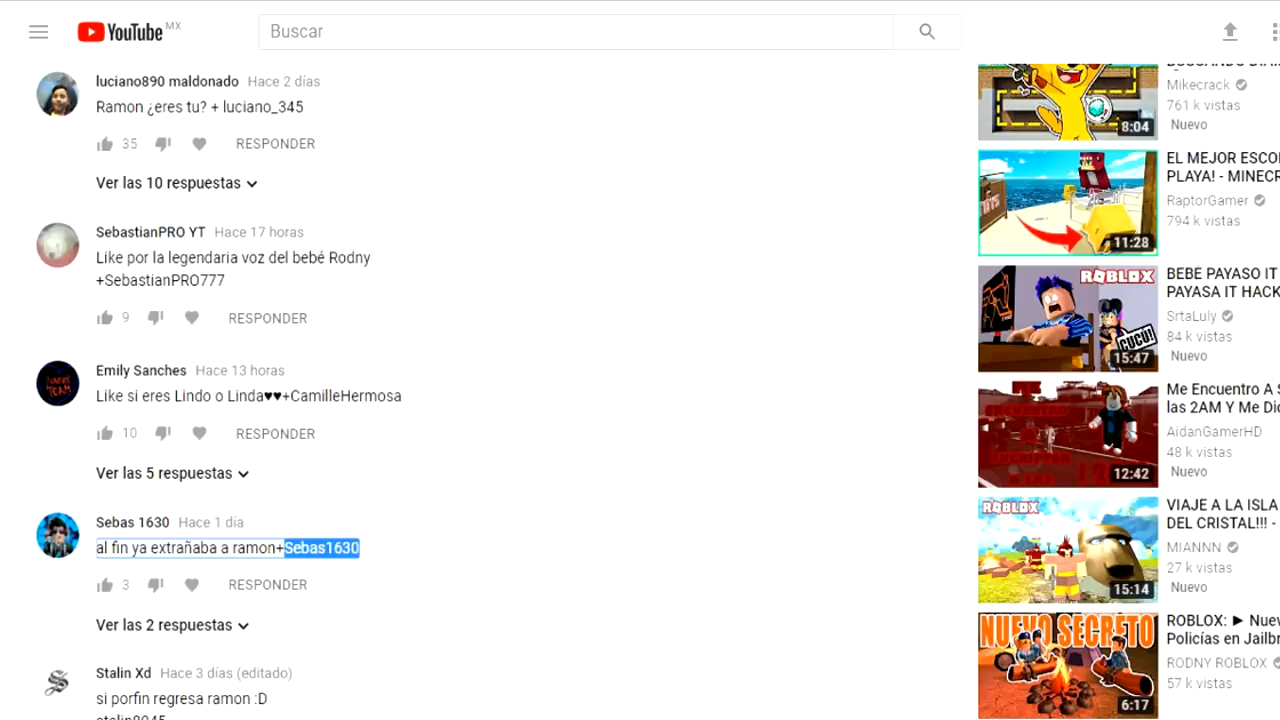 YouTube MX
Buscar
luciano890 maldonado Hace 2 días
Ramon ¿eres tu? + luciano_345
35 RESPONDER
Ver las 10 respuestas
SebastianPRO YT Hace 17 horas
Like por la legendaria voz del bebé Rodny
+SebastianPRO777
9 RESPONDER
Emily Sanches Hace 13 horas
Like si eres Lindo o Linda♥♥+CamilleHermosa
10 RESPONDER
Ver las 5 respuestas
Sebas 1630 Hace 1 día
al fin ya extrañaba a ramon+Sebas1630
3 RESPONDER
Ver las 2 respuestas
Stalin Xd Hace 3 días (editado)
si porfin regresa ramon :D
8:04
Mikecrack
761 k vistas
Nuevo
11:28
EL MEJOR ESCO
PLAYA! - MINECR
RaptorGamer
794 k vistas
ROBLOX
CUCÚ!
15:47
BEBÉ PAYASO IT
PAYASA IT HACK
SrtaLuly
84 k vistas
Nuevo
12:42
Me Encuentro A S
las 2AM Y Me Dic
AidanGamerHD
48 k vistas
Nuevo
ROBLOX
15:14
VIAJE A LA ISLA
DEL CRISTAL!!! -
MIANNN
27 k vistas
Nuevo
NUEVO SECRETO
6:17
ROBLOX: ► Nuev
Policías en Jailbr
RODNY ROBLOX
57 k vistas